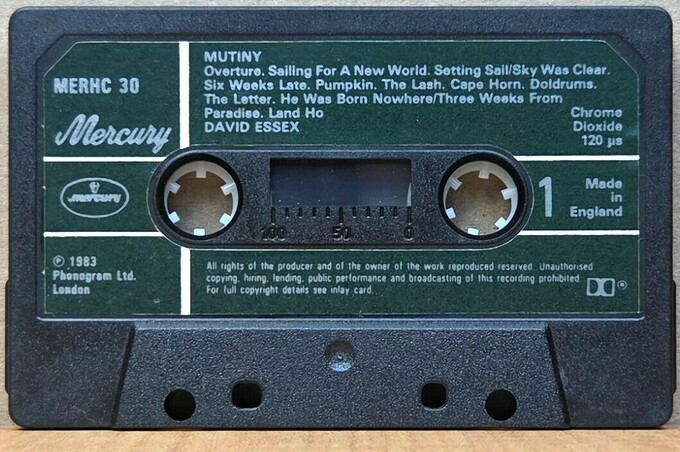 MUTINY
Overture. Sailing For A New World. Setting Sail/Sky Was Clear.
Six Weeks Late. Pumpkin. The Lash. Cape Horn. Doldrums.
The Letter. He Was Born Nowhere/Three Weeks From
Paradise. Land Ho
DAVID ESSEX
MERHC 30
Mercury
Chrome
Dioxide
120 µs
mercury
100 50 0
1
Made
in
England
℗ 1983
Phonogram Ltd.
London
All rights of the producer and of the owner of the work reproduced reserved. Unauthorised
copying, hiring, lending, public performance and broadcasting of this recording prohibited.
For full copyright details see inlay card.